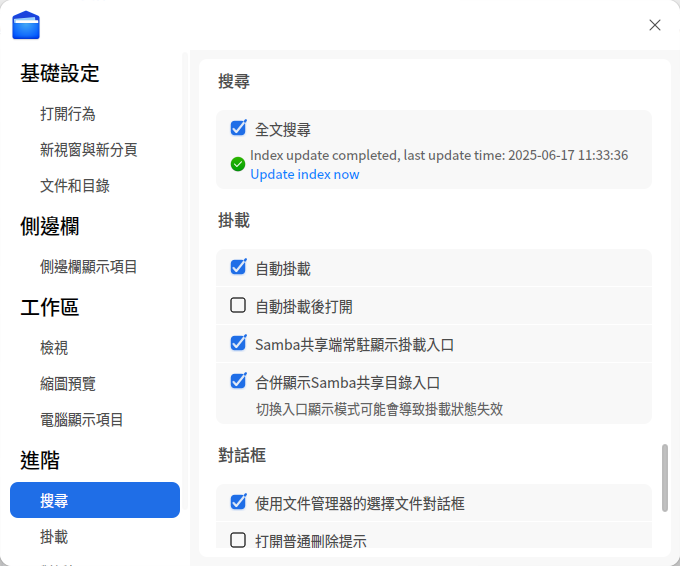 基礎設定
打開行為
新視窗與新分頁
文件和目錄
側邊欄
側邊欄顯示項目
工作區
檢視
縮圖預覽
電腦顯示項目
進階
搜尋
掛載
搜尋
全文搜尋
Index update completed, last update time: 2025-06-17 11:33:36
Update index now
掛載
自動掛載
自動掛載後打開
Samba共享端常駐顯示掛載入口
合併顯示Samba共享目錄入口
切換入口顯示模式可能會導致掛載狀態失效
對話框
使用文件管理器的選擇文件對話框
打開普通刪除提示